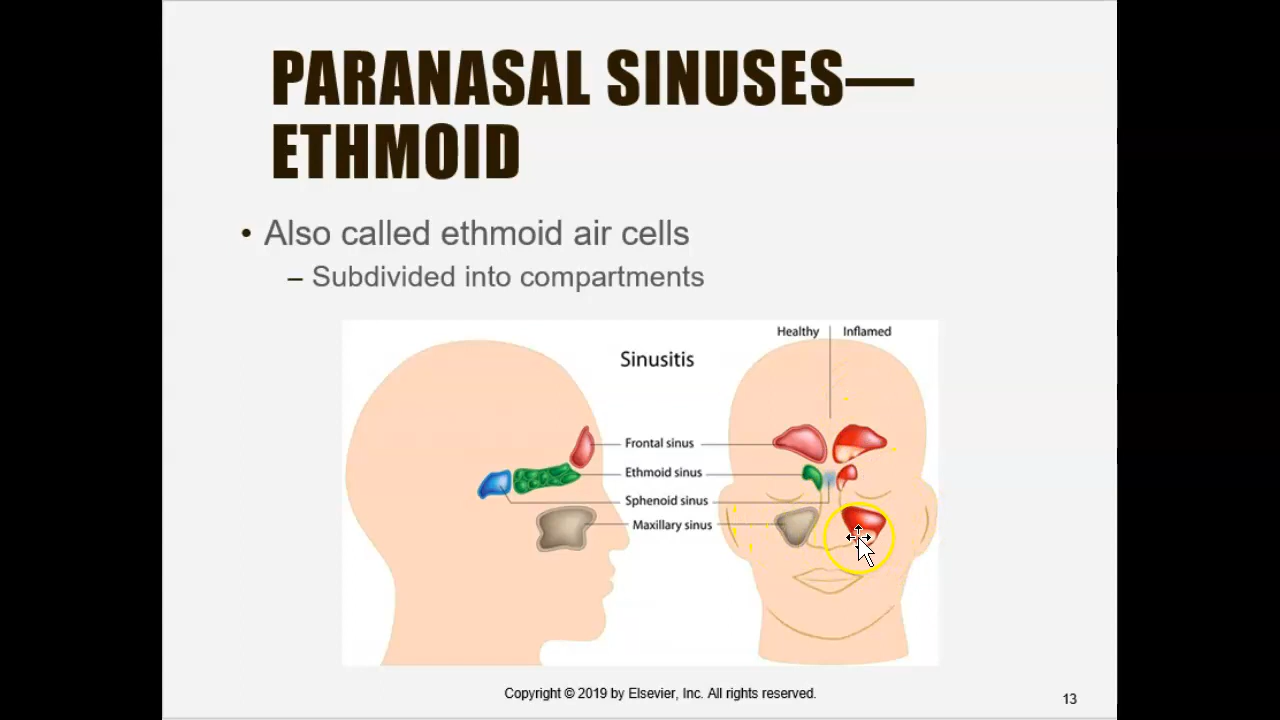 PARANASAL SINUSES—
ETHMOID
• Also called ethmoid air cells
– Subdivided into compartments
Healthy Inflamed
Sinusitis
Frontal sinus
Ethmoid sinus
Sphenoid sinus
Maxillary sinus
Copyright © 2019 by Elsevier, Inc. All rights reserved.
13